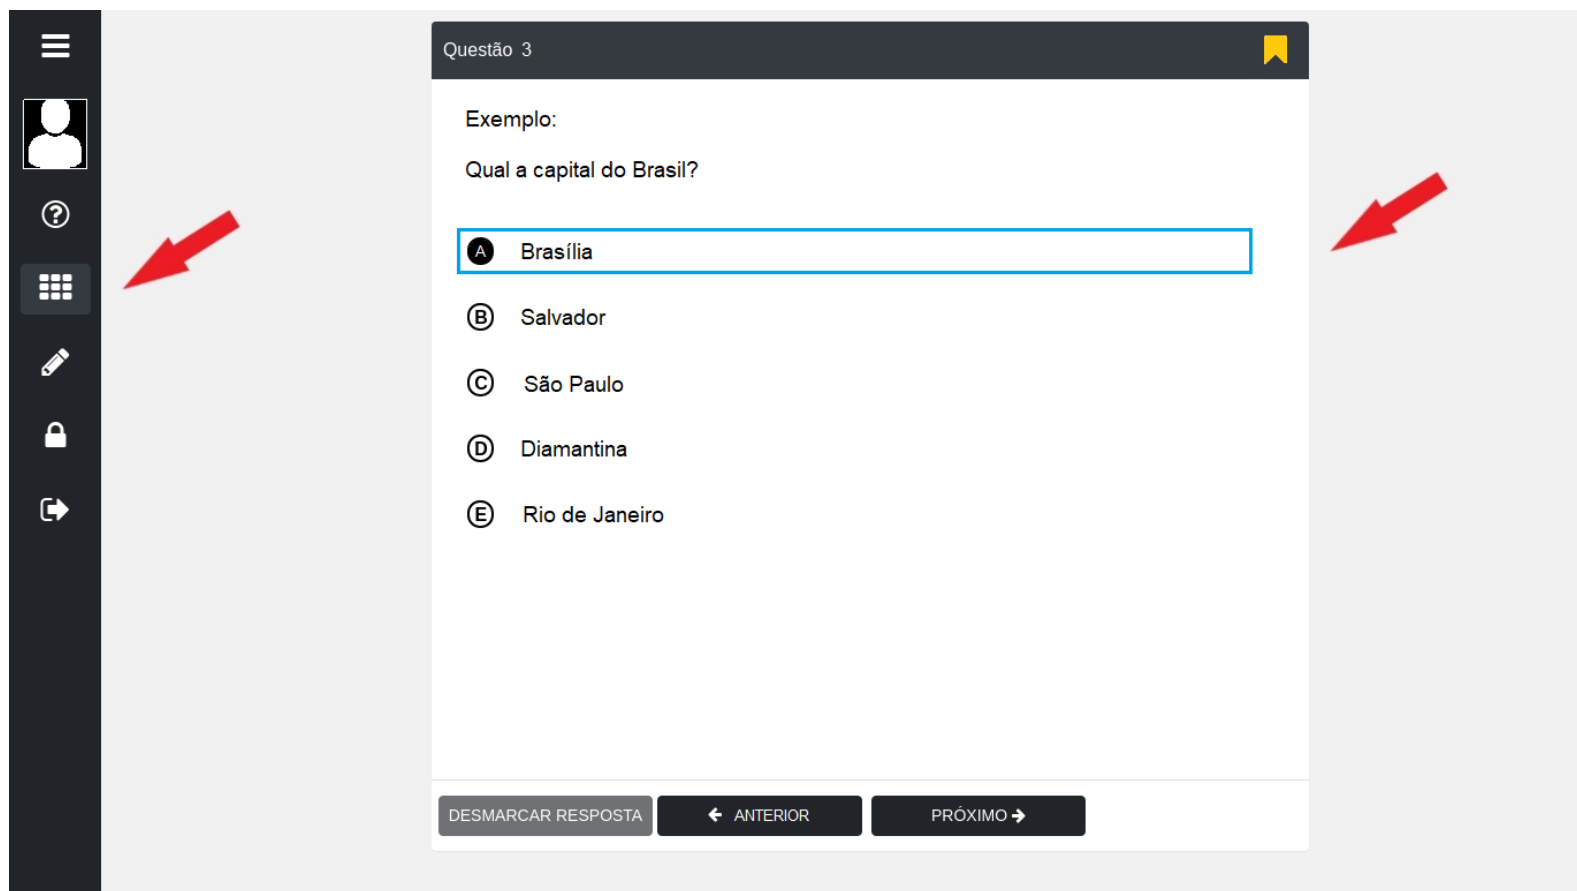 Questão 3
Exemplo:
Qual a capital do Brasil?
A Brasília
B Salvador
C São Paulo
D Diamantina
E Rio de Janeiro
DESMARCAR RESPOSTA ANTERIOR PRÓXIMO